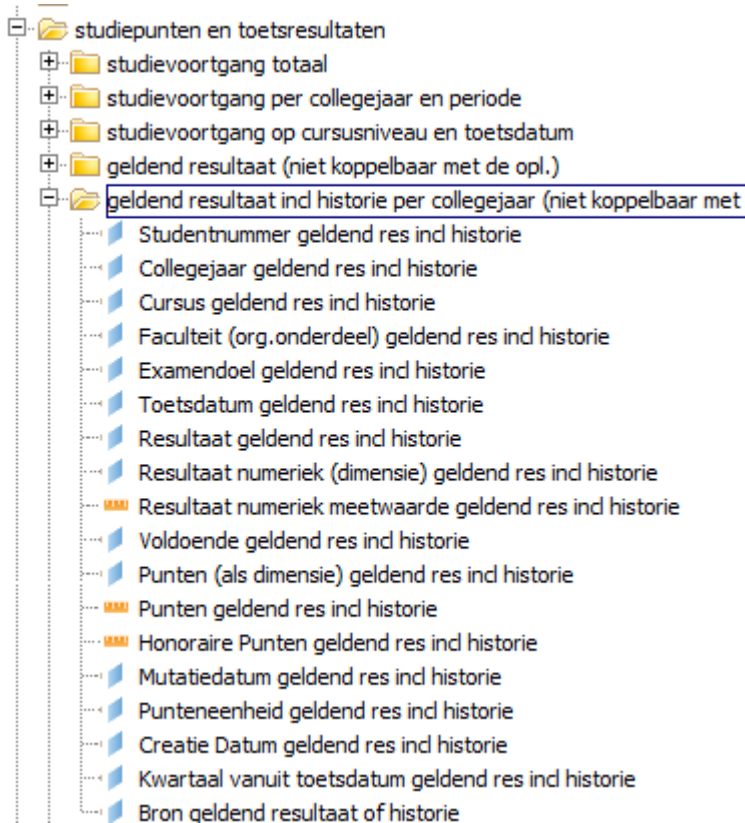 studiepunten en toetsresultaten
studievoortgang totaal
studievoortgang per collegejaar en periode
studievoortgang op cursusniveau en toetsdatum
geldend resultaat (niet koppelbaar met de opl.)
geldend resultaat incl historie per collegejaar (niet koppelbaar met
Studentnummer geldend res incl historie
Collegejaar geldend res incl historie
Cursus geldend res incl historie
Faculteit (org.onderdeel) geldend res incl historie
Examendoel geldend res incl historie
Toetsdatum geldend res incl historie
Resultaat geldend res incl historie
Resultaat numeriek (dimensie) geldend res incl historie
Resultaat numeriek meetwaarde geldend res incl historie
Voldoende geldend res incl historie
Punten (als dimensie) geldend res incl historie
Punten geldend res incl historie
Honoraire Punten geldend res incl historie
Mutatiedatum geldend res incl historie
Punteneenheid geldend res incl historie
Creatie Datum geldend res incl historie
Kwartaal vanuit toetsdatum geldend res incl historie
Bron geldend resultaat of historie